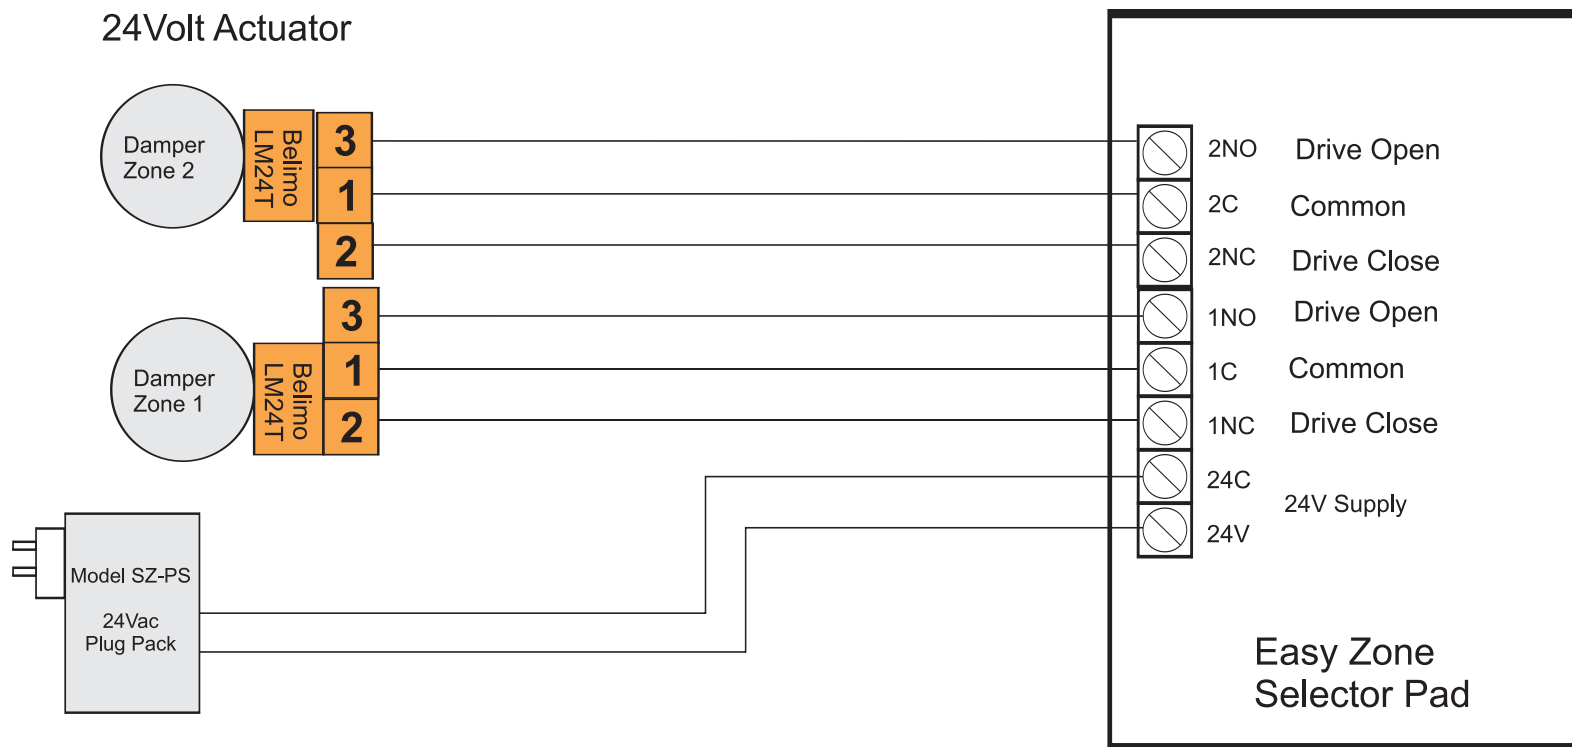 24Volt Actuator
Damper
Zone 2
Belimo
LM24T
3
1
2
2NO Drive Open
2C Common
2NC Drive Close
Damper
Zone 1
Belimo
LM24T
3
1
2
1NO Drive Open
1C Common
1NC Drive Close
24C
24V Supply
24V
Model SZ-PS
24Vac
Plug Pack
Easy Zone
Selector Pad